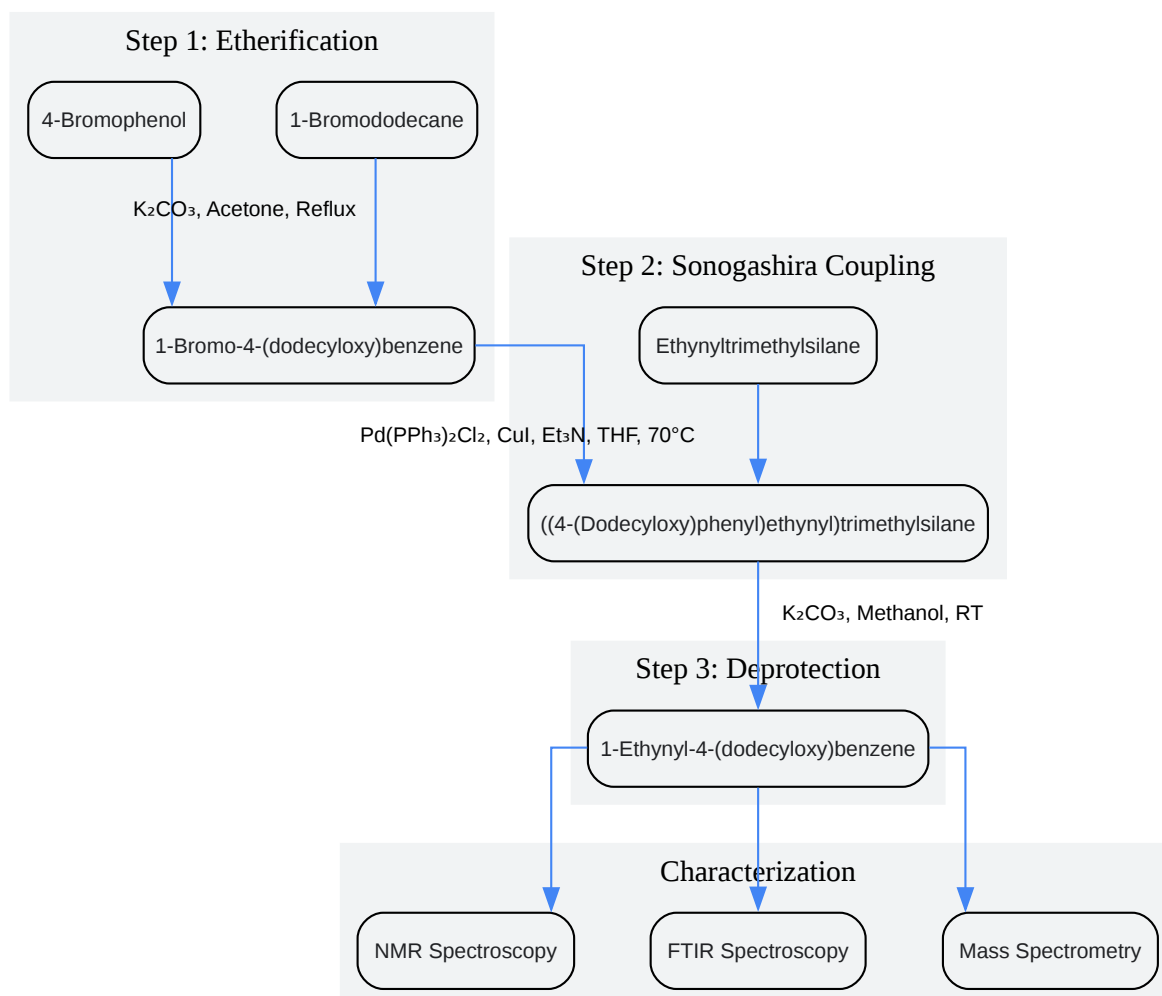 Step 1: Etherification
4-Bromophenol
1-Bromododecane
K₂CO₃, Acetone, Reflux
1-Bromo-4-(dodecyloxy)benzene
Step 2: Sonogashira Coupling
Ethynyltrimethylsilane
Pd(PPh₃)₂Cl₂, CuI, Et₃N, THF, 70°C
((4-(Dodecyloxy)phenyl)ethynyl)trimethylsilane
K₂CO₃, Methanol, RT
Step 3: Deprotection
1-Ethynyl-4-(dodecyloxy)benzene
Characterization
NMR Spectroscopy
FTIR Spectroscopy
Mass Spectrometry